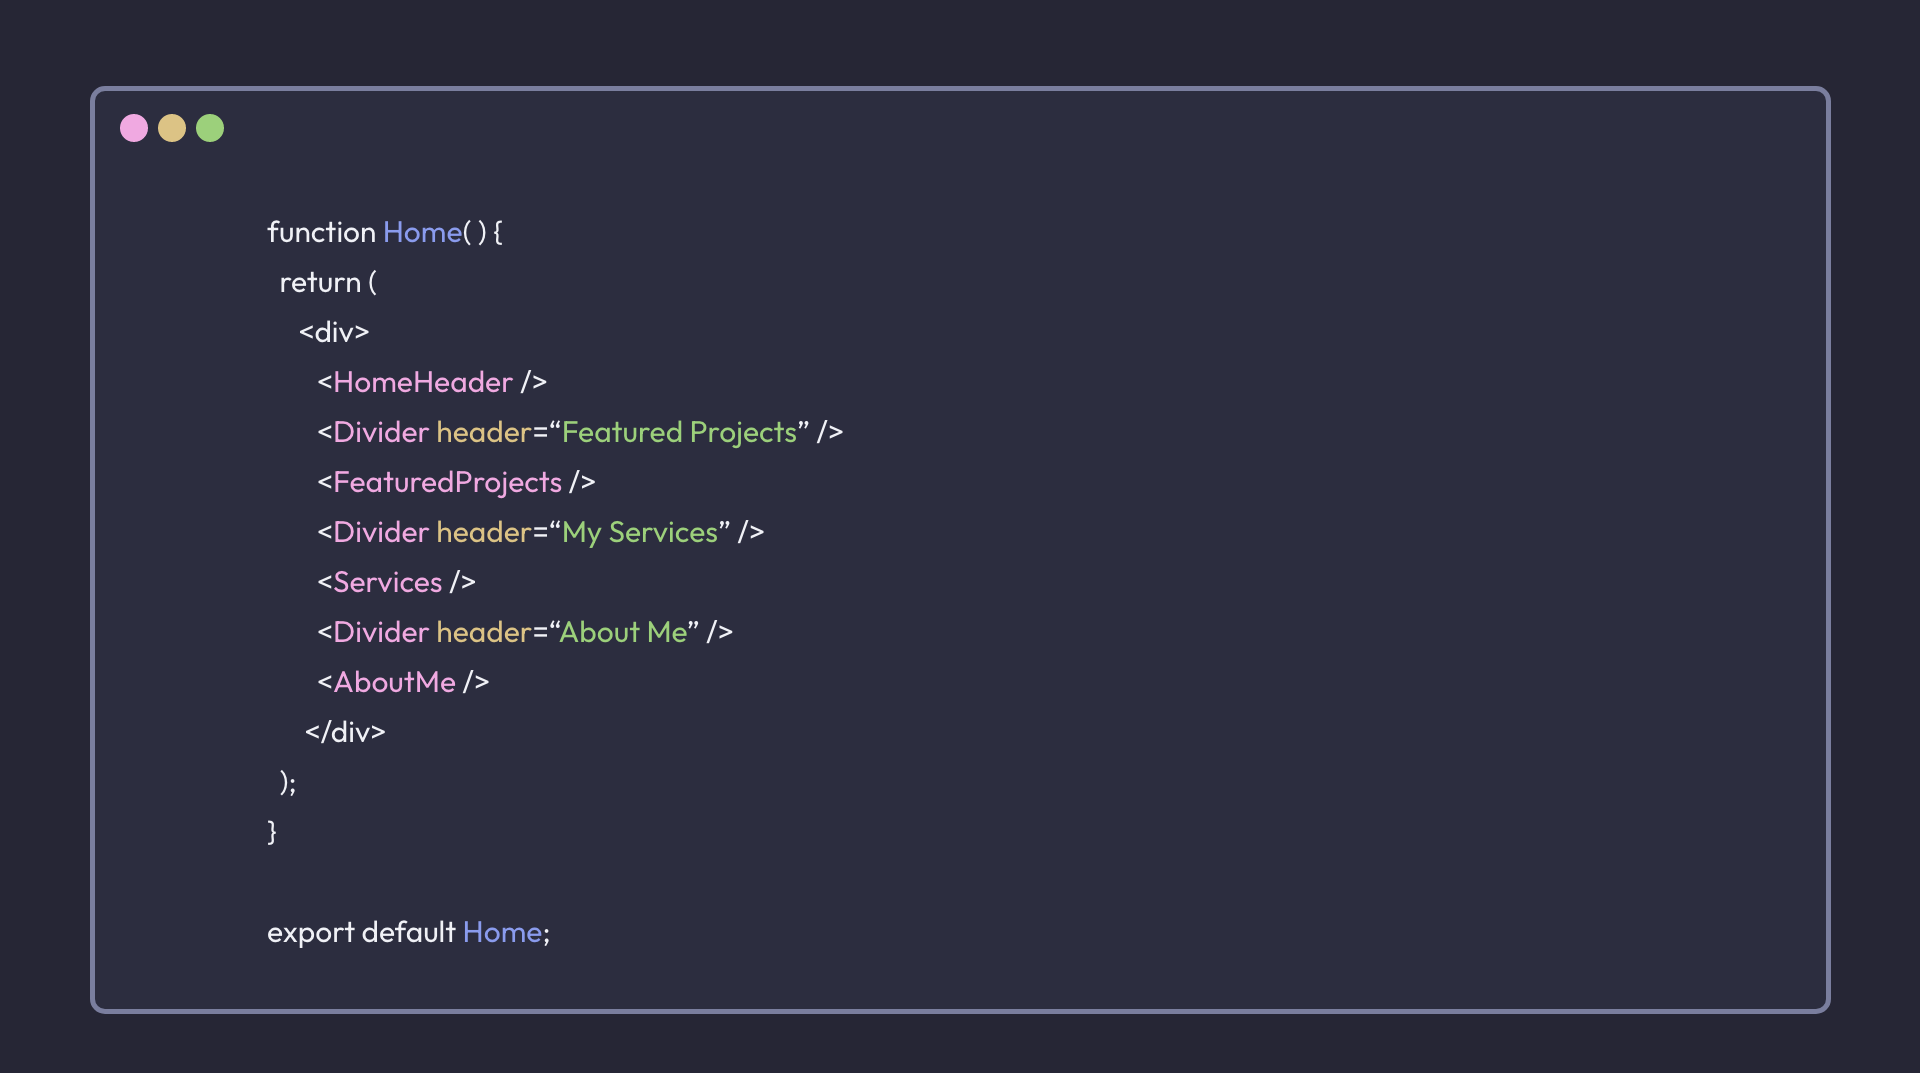 function Home( ) {
return (
<div>
<HomeHeader />
<Divider header=“Featured Projects” />
<FeaturedProjects />
<Divider header=“My Services” />
<Services />
<Divider header=“About Me” />
<AboutMe />
</div>
);
}
export default Home;